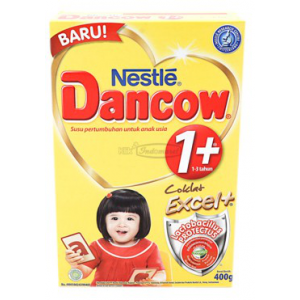 BARU!
Nestlé
Dancow
Susu pertumbuhan untuk anak usia
1+
1-3 tahun
Coklat
Excel+
Lactobacillus
PROTECTUS
400g